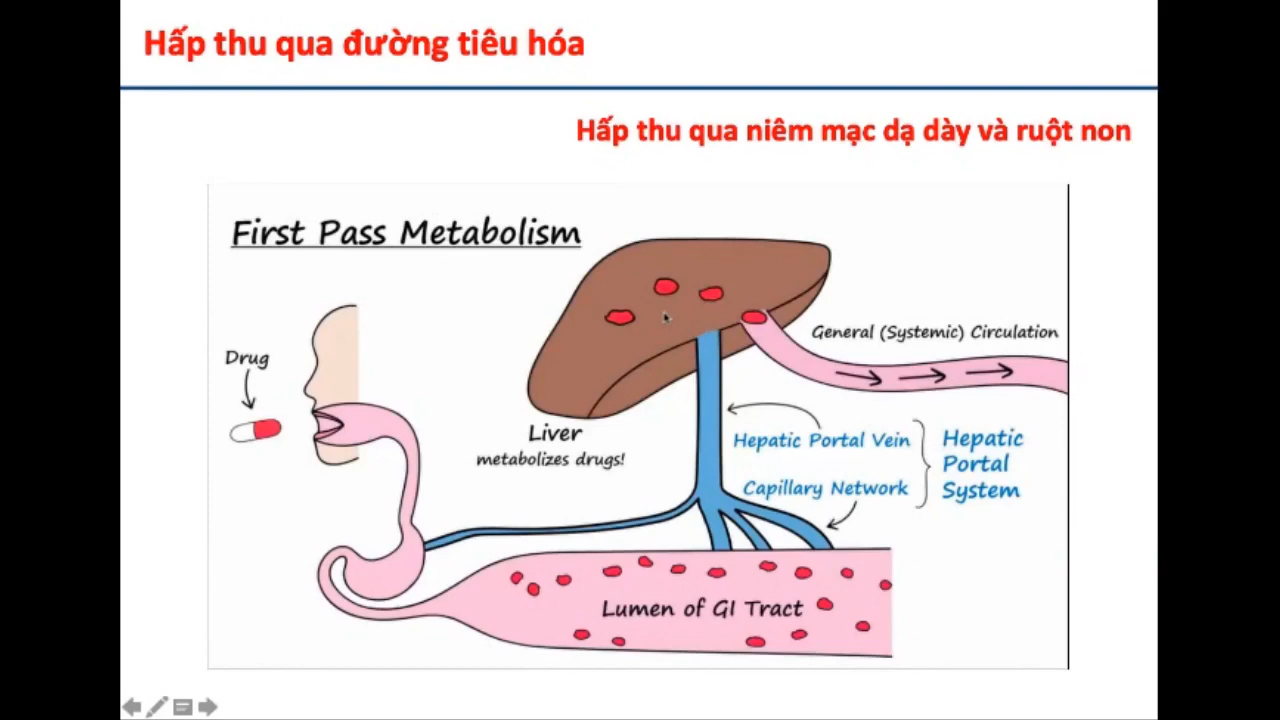 Hấp thu qua đường tiêu hóa
Hấp thu qua niêm mạc dạ dày và ruột non
First Pass Metabolism
Drug
General (Systemic) Circulation
Liver
metabolizes drugs!
Hepatic Portal Vein
Capillary Network
Hepatic
Portal
System
Lumen of GI Tract